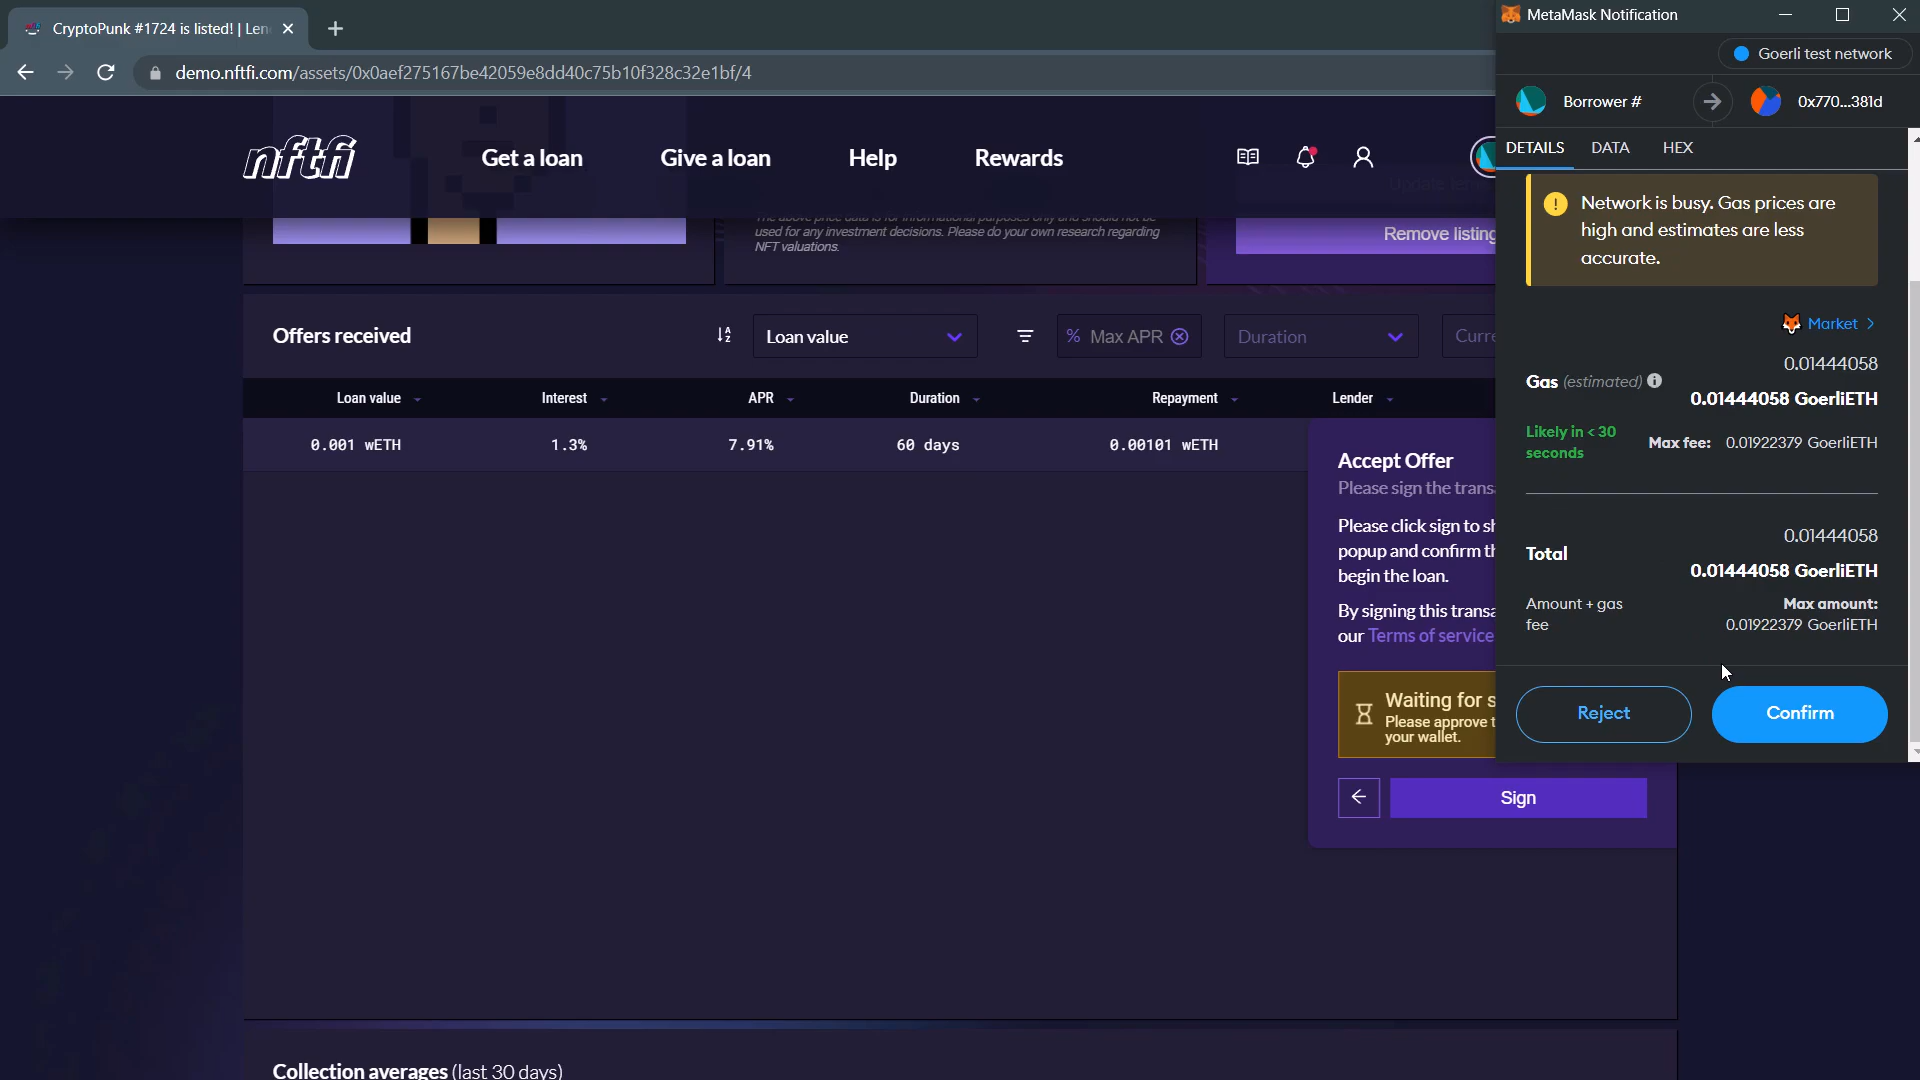 CryptoPunk #1724 is listed! | Len
demo.nftfi.com/assets/0x0aef275167be42059e8dd40c75b10f328c32e1bf/4
nftfi
Get a loan
Give a loan
Help
Rewards
used for any investment decisions. Please do your own research regarding
NFT valuations.
Remove listing
Offers received
Loan value
% Max APR
Duration
Curre
Loan value
Interest
APR
Duration
Repayment
Lender
0.001 wETH
1.3%
7.91%
60 days
0.00101 wETH
Accept Offer
Please sign the trans
Please click sign to sh
popup and confirm th
begin the loan.
By signing this transa
our Terms of service
Waiting for s
Please approve t
your wallet.
Sign
Collection averages (last 30 days)
MetaMask Notification
Goerli test network
Borrower #
0x770...381d
DETAILS
DATA
HEX
Network is busy. Gas prices are
high and estimates are less
accurate.
Market
0.01444058
Gas (estimated)
0.01444058 GoerliETH
Likely in < 30
seconds
Max fee: 0.01922379 GoerliETH
0.01444058
Total
0.01444058 GoerliETH
Amount + gas
fee
Max amount:
0.01922379 GoerliETH
Reject
Confirm